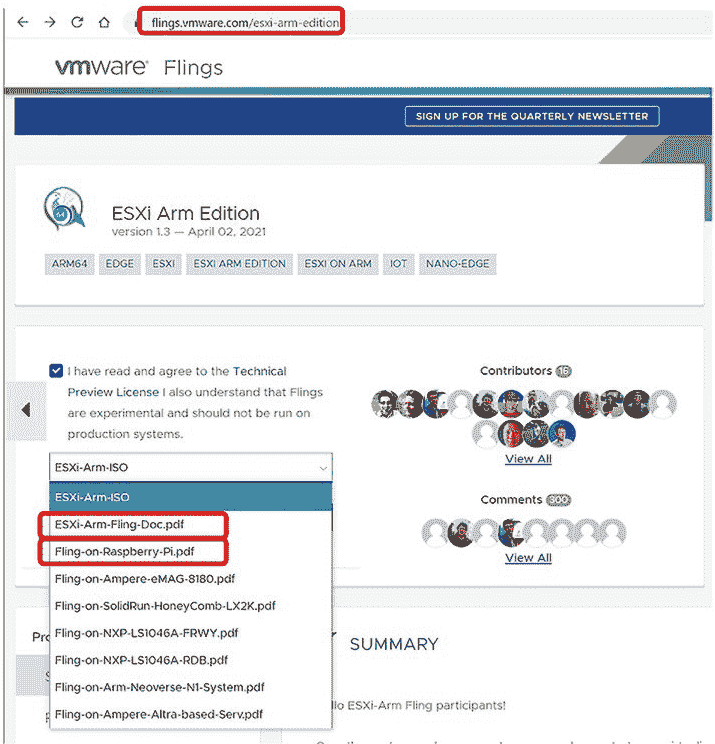 flings.vmware.com/esxi-arm-edition
vmware® Flings
SIGN UP FOR THE QUARTERLY NEWSLETTER
64
ESXi Arm Edition
version 1.3 — April 02, 2021
ARM64 EDGE ESXI ESXI ARM EDITION ESXI ON ARM IOT NANO-EDGE
I have read and agree to the Technical
Preview License I also understand that Flings
are experimental and should not be run on
production systems.
ESXi-Arm-ISO
ESXi-Arm-ISO
ESXi-Arm-Fling-Doc.pdf
Fling-on-Raspberry-Pi.pdf
Fling-on-Ampere-eMAG-8180.pdf
Fling-on-SolidRun-HoneyComb-LX2K.pdf
Fling-on-NXP-LS1046A-FRWY.pdf
Fling-on-NXP-LS1046A-RDB.pdf
Fling-on-Arm-Neoverse-N1-System.pdf
Fling-on-Ampere-Altra-based-Serv.pdf
Contributors 16
View All
Comments 300
View All
SUMMARY
ESXi-Arm Fling participants!